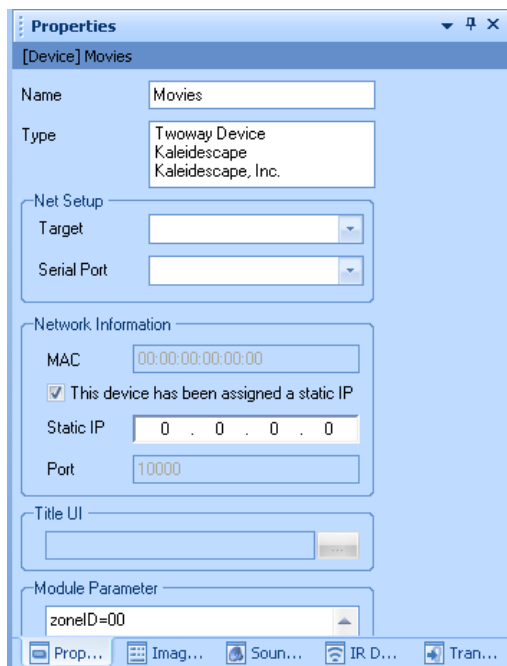 Properties
[Device] Movies
Name Movies
Type Twoway Device
Kaleidescape
Kaleidescape, Inc.
Net Setup
Target
Serial Port
Network Information
MAC 00:00:00:00:00:00
This device has been assigned a static IP
Static IP 0 . 0 . 0 . 0
Port 10000
Title UI
...
Module Parameter
zoneID=00
Prop... Imag... Soun... IR D... Tran...